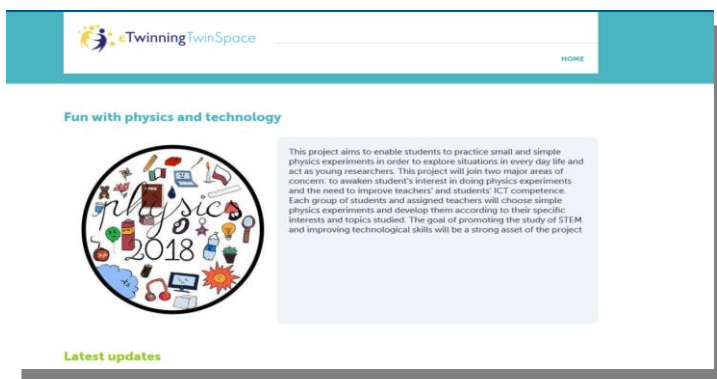 eTwinningTwinSpace
HOME
Fun with physics and technology
This project aims to enable students to practice small and simple
physics experiments in order to explore situations in every day life and
act as young researchers. This project will join two major areas of
concern: to awaken student's interest in doing physics experiments
and the need to improve teachers' and students' ICT competence.
Each group of students and assigned teachers will choose simple
physics experiments and develop them according to their specific
interests and topics studied. The goal of promoting the study of STEM
and improving technological skills will be a strong asset of the project
physics
2018
Latest updates